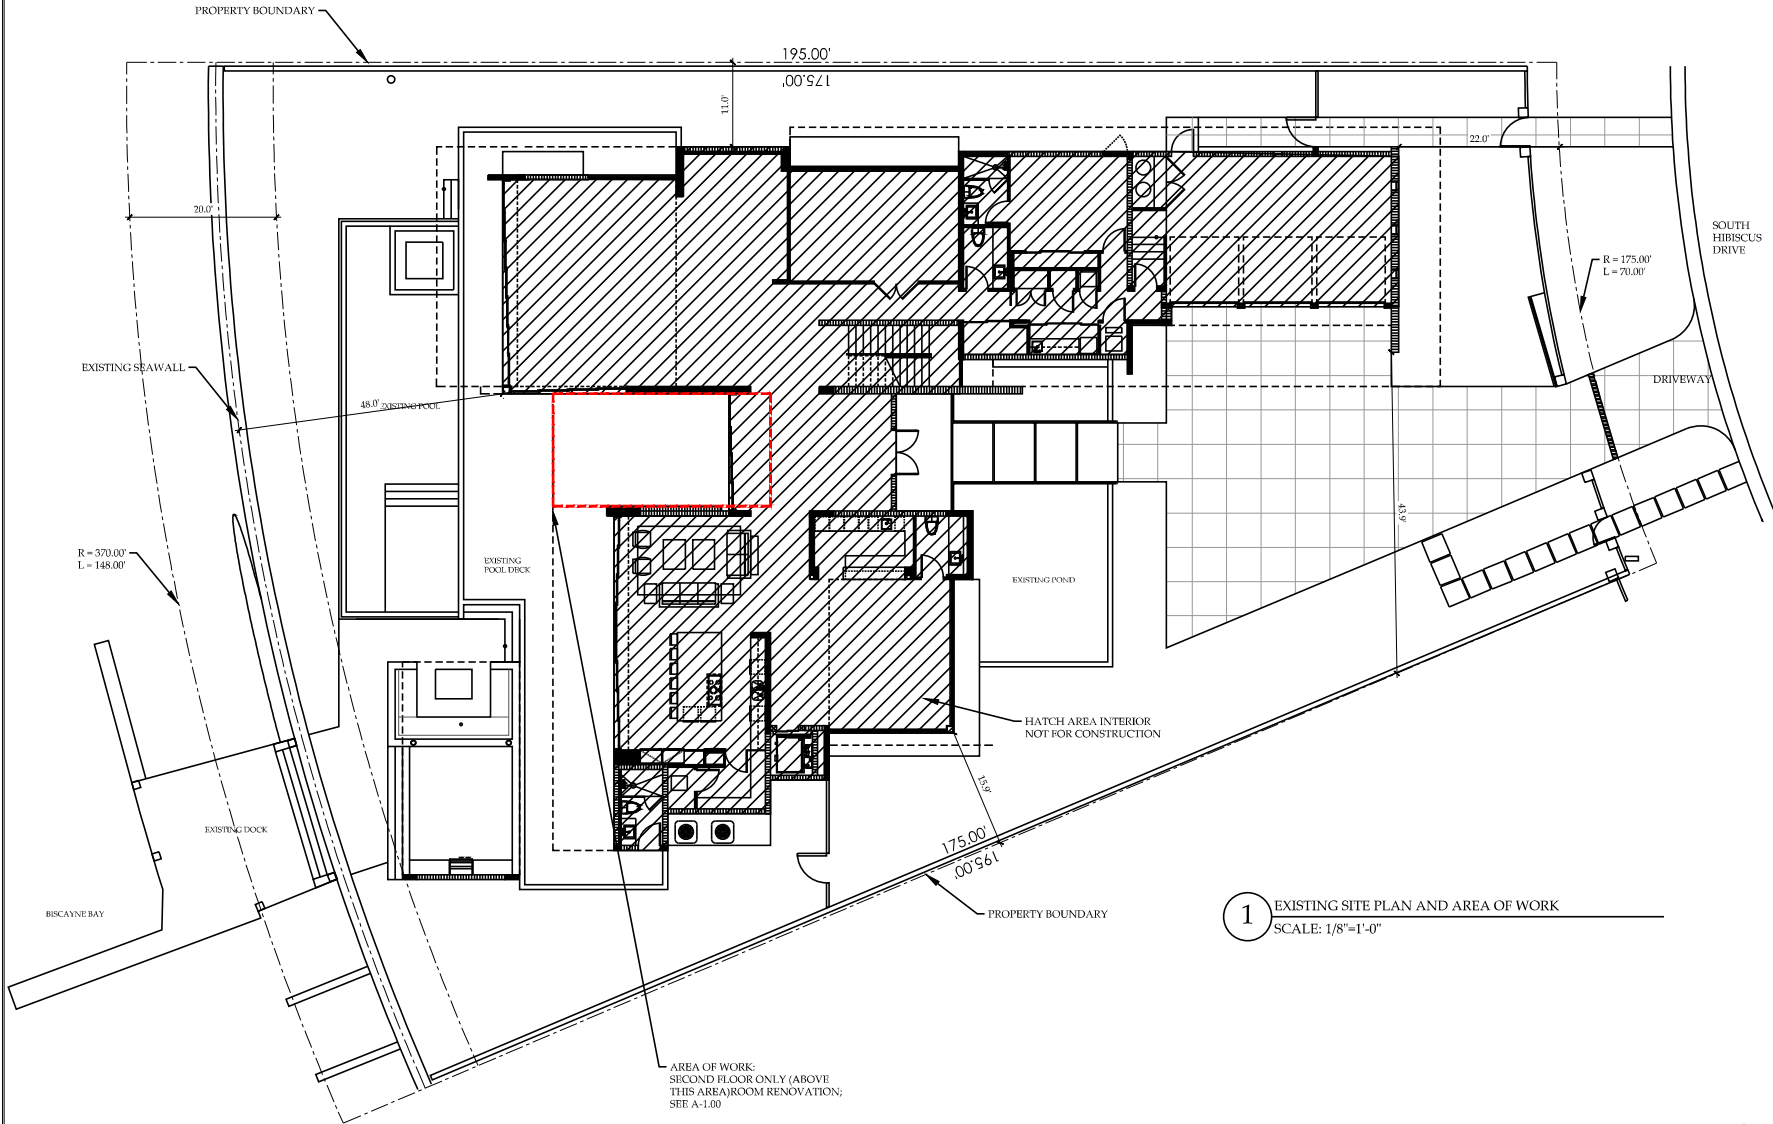 PROPERTY BOUNDARY
195.00'
175.00'
11.0'
22.0'
20.0'
SOUTH
HIBISCUS
DRIVE
R = 175.00'
L = 70.00'
EXISTING SEAWALL
48.0'
EXISTING POOL
DRIVEWAY
43.9'
R = 370.00'
L = 148.00'
EXISTING
POOL DECK
EXISTING POND
HATCH AREA INTERIOR
NOT FOR CONSTRUCTION
15.9'
EXISTING DOCK
175.00'
195.00'
BISCAYNE BAY
PROPERTY BOUNDARY
1
EXISTING SITE PLAN AND AREA OF WORK
SCALE: 1/8"=1'-0"
AREA OF WORK:
SECOND FLOOR ONLY (ABOVE
THIS AREA)ROOM RENOVATION;
SEE A-1.00